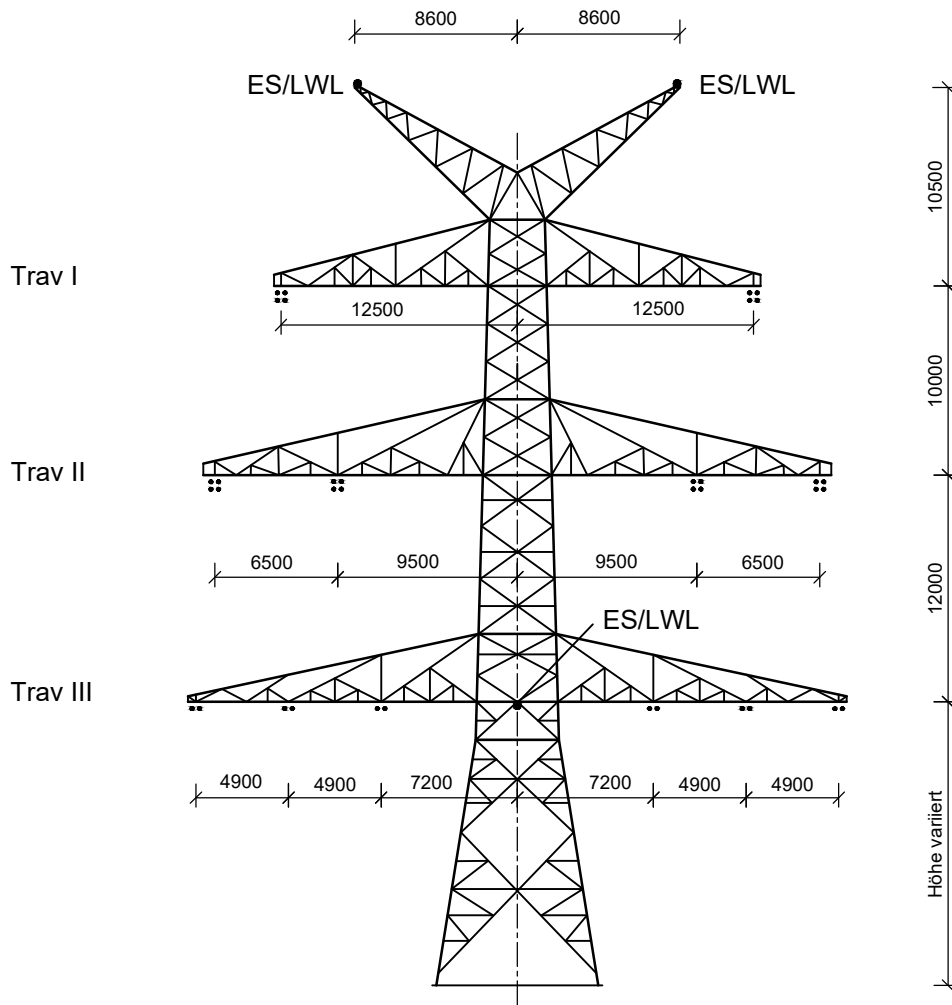 8600 8600
ES/LWL ES/LWL
10500
Trav I
12500 12500
10000
Trav II
6500 9500 9500 6500
12000
ES/LWL
Trav III
4900 4900 7200 7200 4900 4900
Höhe variiert